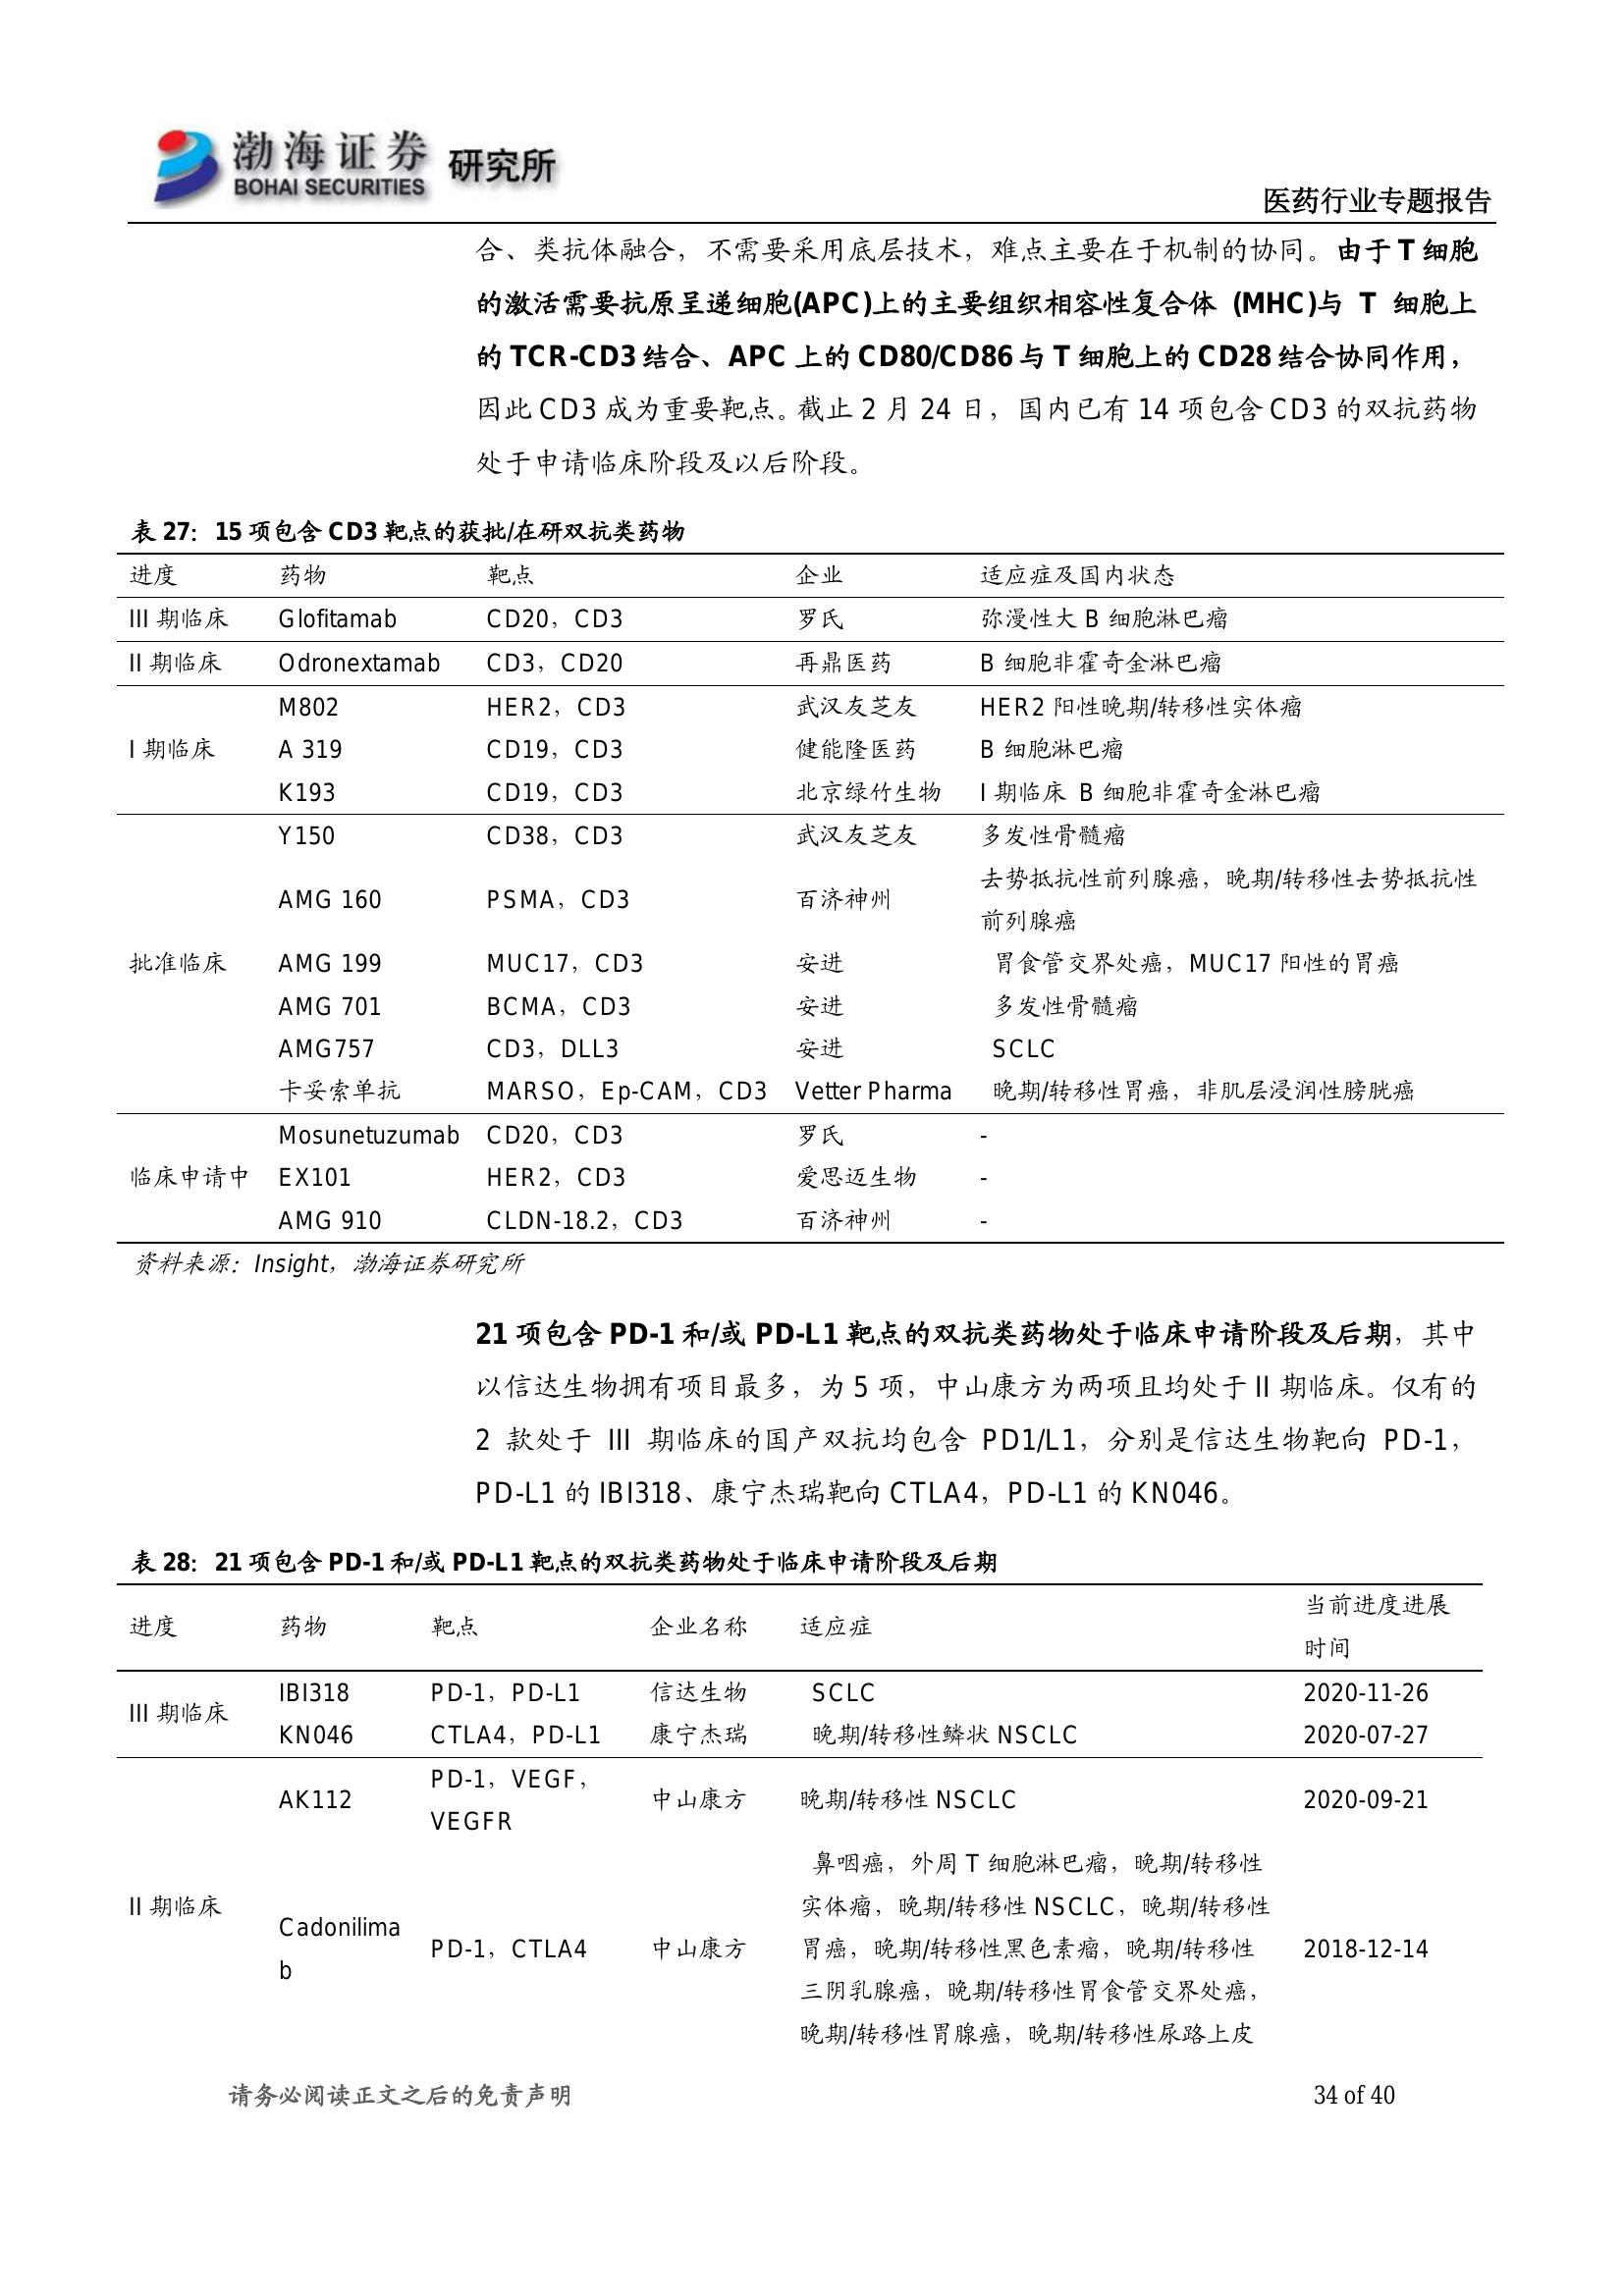 渤海证券 研究所
BOHAI SECURITIES
医药行业专题报告
合、类抗体融合，不需要采用底层技术，难点主要在于机制的协同。由于 T 细胞
的激活需要抗原呈递细胞(APC)上的主要组织相容性复合体 (MHC)与 T 细胞上
的 TCR-CD3 结合、APC 上的 CD80/CD86 与 T 细胞上的 CD28 结合协同作用，
因此 CD3 成为重要靶点。截止 2 月 24 日，国内已有 14 项包含 CD3 的双抗药物
处于申请临床阶段及以后阶段。
表 27：15 项包含 CD3 靶点的获批/在研双抗类药物
进度 药物 靶点 企业 适应症及国内状态
III 期临床 Glofitamab CD20，CD3 罗氏 弥漫性大 B 细胞淋巴瘤
II 期临床 Odronextamab CD3，CD20 再鼎医药 B 细胞非霍奇金淋巴瘤
M802 HER2，CD3 武汉友芝友 HER2 阳性晚期/转移性实体瘤
I 期临床 A 319 CD19，CD3 健能隆医药 B 细胞淋巴瘤
K193 CD19，CD3 北京绿竹生物 I 期临床 B 细胞非霍奇金淋巴瘤
Y150 CD38，CD3 武汉友芝友 多发性骨髓瘤
去势抵抗性前列腺癌，晚期/转移性去势抵抗性
AMG 160 PSMA，CD3 百济神州
前列腺癌
批准临床 AMG 199 MUC17，CD3 安进 胃食管交界处癌，MUC17 阳性的胃癌
AMG 701 BCMA，CD3 安进 多发性骨髓瘤
AMG757 CD3，DLL3 安进 SCLC
卡妥索单抗 MARSO，Ep-CAM，CD3 Vetter Pharma 晚期/转移性胃癌，非肌层浸润性膀胱癌
Mosunetuzumab CD20，CD3 罗氏 -
临床申请中 EX101 HER2，CD3 爱思迈生物 -
AMG 910 CLDN-18.2，CD3 百济神州 -
资料来源：Insight，渤海证券研究所
21 项包含 PD-1 和/或 PD-L1 靶点的双抗类药物处于临床申请阶段及后期，其中
以信达生物拥有项目最多，为 5 项，中山康方为两项且均处于 II 期临床。仅有的
2 款处于 III 期临床的国产双抗均包含 PD1/L1，分别是信达生物靶向 PD-1，
PD-L1 的 IBI318、康宁杰瑞靶向 CTLA4，PD-L1 的 KN046。
表 28：21 项包含 PD-1 和/或 PD-L1 靶点的双抗类药物处于临床申请阶段及后期
当前进度进展
进度 药物 靶点 企业名称 适应症
时间
IBI318 PD-1，PD-L1 信达生物 SCLC 2020-11-26
III 期临床
KN046 CTLA4，PD-L1 康宁杰瑞 晚期/转移性鳞状 NSCLC 2020-07-27
PD-1，VEGF，
AK112 中山康方 晚期/转移性 NSCLC 2020-09-21
VEGFR
鼻咽癌，外周 T 细胞淋巴瘤，晚期/转移性
II 期临床 实体瘤，晚期/转移性 NSCLC，晚期/转移性
Cadonilima
PD-1，CTLA4 中山康方 胃癌，晚期/转移性黑色素瘤，晚期/转移性 2018-12-14
b
三阴乳腺癌，晚期/转移性胃食管交界处癌，
晚期/转移性胃腺癌，晚期/转移性尿路上皮
请务必阅读正文之后的免责声明 34 of 40